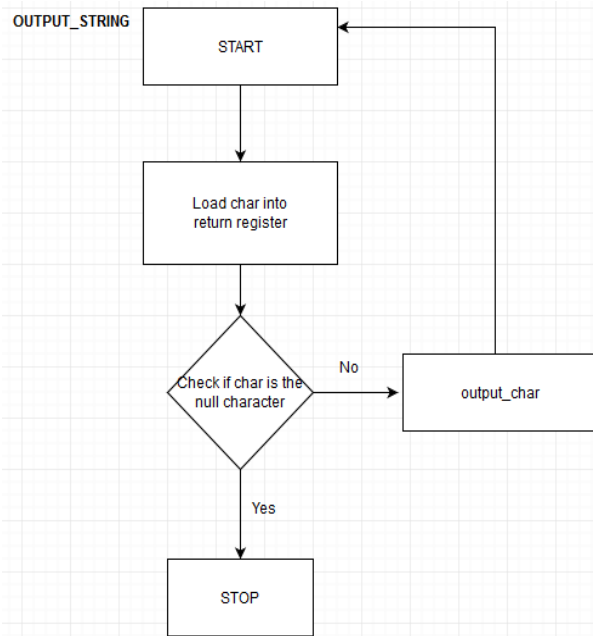 OUTPUT_STRING
START
Load char into
return register
Check if char is the
null character
No
output_char
Yes
STOP